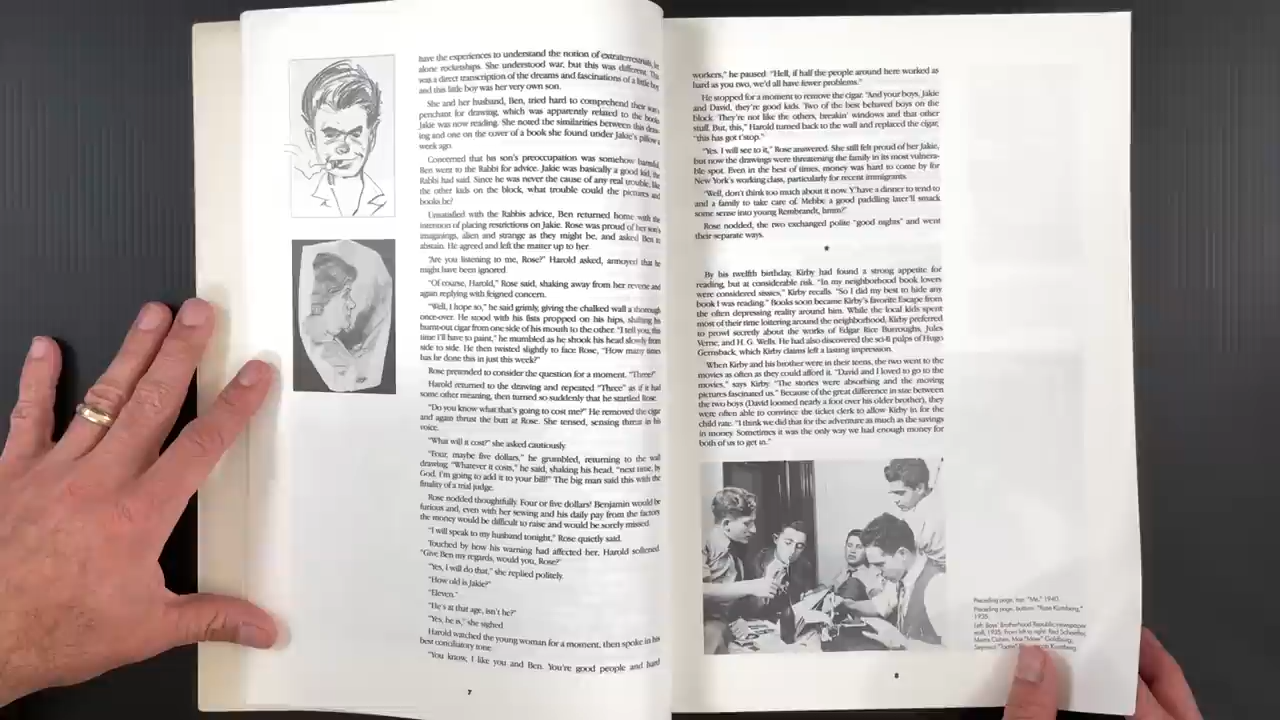 have the experiences to understand the notion of extraterrestrials, let
alone rocketships. She understood war, but this was different. This
was a direct transcription of the dreams and fascinations of a little boy
and this little boy was her very own son.
She and her husband, Ben, tried hard to comprehend their son's
penchant for drawing, which was apparently related to the books
Jakie was now reading. She noted the similarities between this draw-
ing and one on the cover of a book she found under Jakie's pillow a
week ago.
Concerned that his son's preoccupation was somehow harmful,
Ben went to the Rabbi for advice. Jakie was basically a good kid, the
Rabbi had said. Since he was never the cause of any real trouble, like
the other kids on the block, what trouble could the pictures and
books be?
Unsatisfied with the Rabbis advice, Ben returned home with the
intention of placing restrictions on Jakie. Rose was proud of her son's
imaginings, alien and strange as they might be, and asked Ben to
abstain. He agreed and left the matter up to her.
"Are you listening to me, Rose?" Harold asked, annoyed that he
might have been ignored.
"Of course, Harold," Rose said, shaking away from her reverie and
again replying with feigned concern.
"Well, I hope so," he said grimly, giving the chalked wall a thorough
once-over. He stood with his fists propped on his hips, shifting his
burnt-out cigar from one side of his mouth to the other. "I tell you, this
time I'll have to paint," he mumbled as he shook his head slowly from
side to side. He then twisted slightly to face Rose, "How many times
has he done this in just this week?"
Rose pretended to consider the question for a moment. "Three?"
Harold returned to the drawing and repeated "Three" as if it had
some other meaning, then turned so suddenly that he startled Rose.
"Do you know what that's going to cost me?" He removed the cigar
and again thrust the butt at Rose. She tensed, sensing threat in his
voice.
"What will it cost?" she asked cautiously.
"Four, maybe five dollars," he grumbled, returning to the wall
drawing. "Whatever it costs," he said, shaking his head, "next time, by
God, I'm going to add it to your bill!" The big man said this with the
finality of a trial judge.
Rose nodded thoughtfully. Four or five dollars! Benjamin would be
furious and, even with her sewing and his daily pay from the factory
the money would be difficult to raise and would be sorely missed.
"I will speak to my husband tonight," Rose quietly said.
Touched by how his warning had affected her, Harold softened.
"Give Ben my regards, would you, Rose?"
"Yes, I will do that," she replied politely.
"How old is Jakie?"
"Eleven."
"He's at that age, isn't he?"
"Yes, he is," she sighed
Harold watched the young woman for a moment, then spoke in his
best conciliatory tone.
"You know, I like you and Ben. You're good people and hard
7
workers," he paused. "Hell, if half the people around here worked as
hard as you two, we'd all have fewer problems."
He stopped for a moment to remove the cigar. "And your boys, Jakie
and David, they're good kids. Two of the best behaved boys on the
block. They're not like the others, breakin' windows and that other
stuff. But, this," Harold turned back to the wall and replaced the cigar,
"this has got t'stop."
"Yes. I will see to it," Rose answered. She still felt proud of her Jakie,
but now the drawings were threatening the family in its most vulnera-
ble spot. Even in the best of times, money was hard to come by for
New York's working class, particularly for recent immigrants.
"Well, don't think too much about it now. Y'have a dinner to tend to
and a family to take care of. Mebbe a good paddling later'll smack
some sense into young Rembrandt, hmm?"
Rose nodded, the two exchanged polite "good nights" and went
their separate ways.
*
By his twelfth birthday, Kirby had found a strong appetite for
reading, but at considerable risk. "In my neighborhood book lovers
were considered sissies," Kirby recalls. "So I did my best to hide any
book I was reading." Books soon became Kirby's favorite Escape from
the often depressing reality around him. While the local kids spent
most of their time loitering around the neighborhood, Kirby preferred
to prowl secretly about the works of Edgar Rice Burroughs, Jules
Verne, and H. G. Wells. He had also discovered the sci-fi pulps of Hugo
Gernsback, which Kirby claims left a lasting impression.
When Kirby and his brother were in their teens, the two went to the
movies as often as they could afford it. "David and I loved to go to the
movies," says Kirby. "The stories were absorbing and the moving
pictures fascinated us." Because of the great difference in size between
the two boys (David loomed nearly a foot over his older brother), they
were often able to convince the ticket clerk to allow Kirby in for the
child rate. "I think we did that for the adventure as much as the savings
in money. Sometimes it was the only way we had enough money for
both of us to get in."
Preceding page, top: "Me," 1940.
Preceding page, bottom: "Rose Kurtzberg,"
1935.
Left: Boys' Brotherhood Republic newspaper
staff, 1935. From left to right: Red
Morris Cohen, Max Goldberg,
Seymour Kurtzberg
8